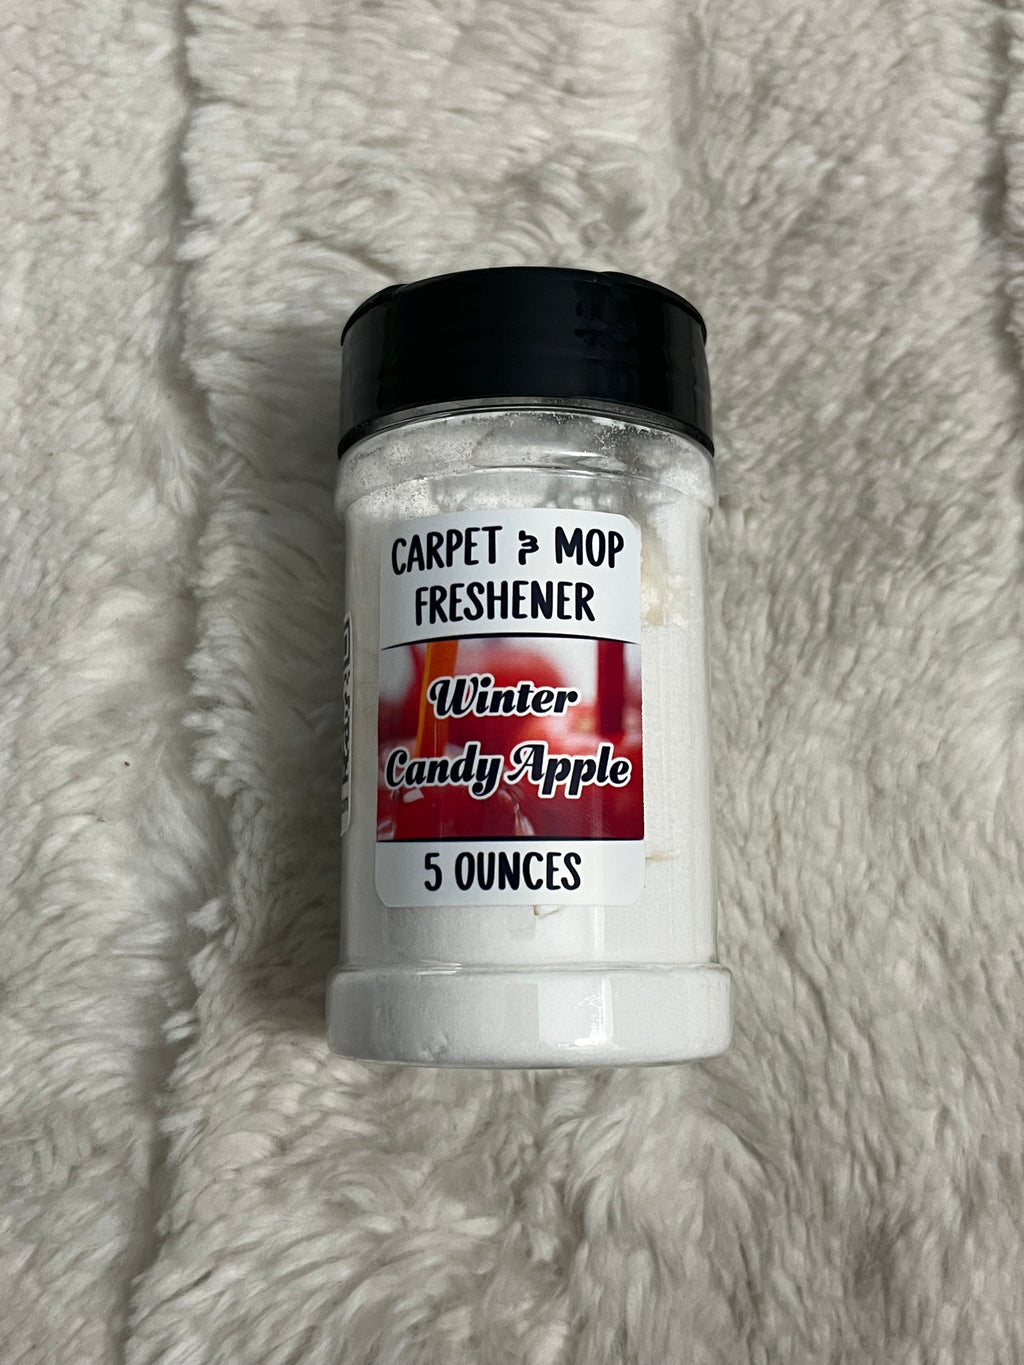 CARPET & MOP
FRESHENER
Winter
Candy Apple
5 OUNCES